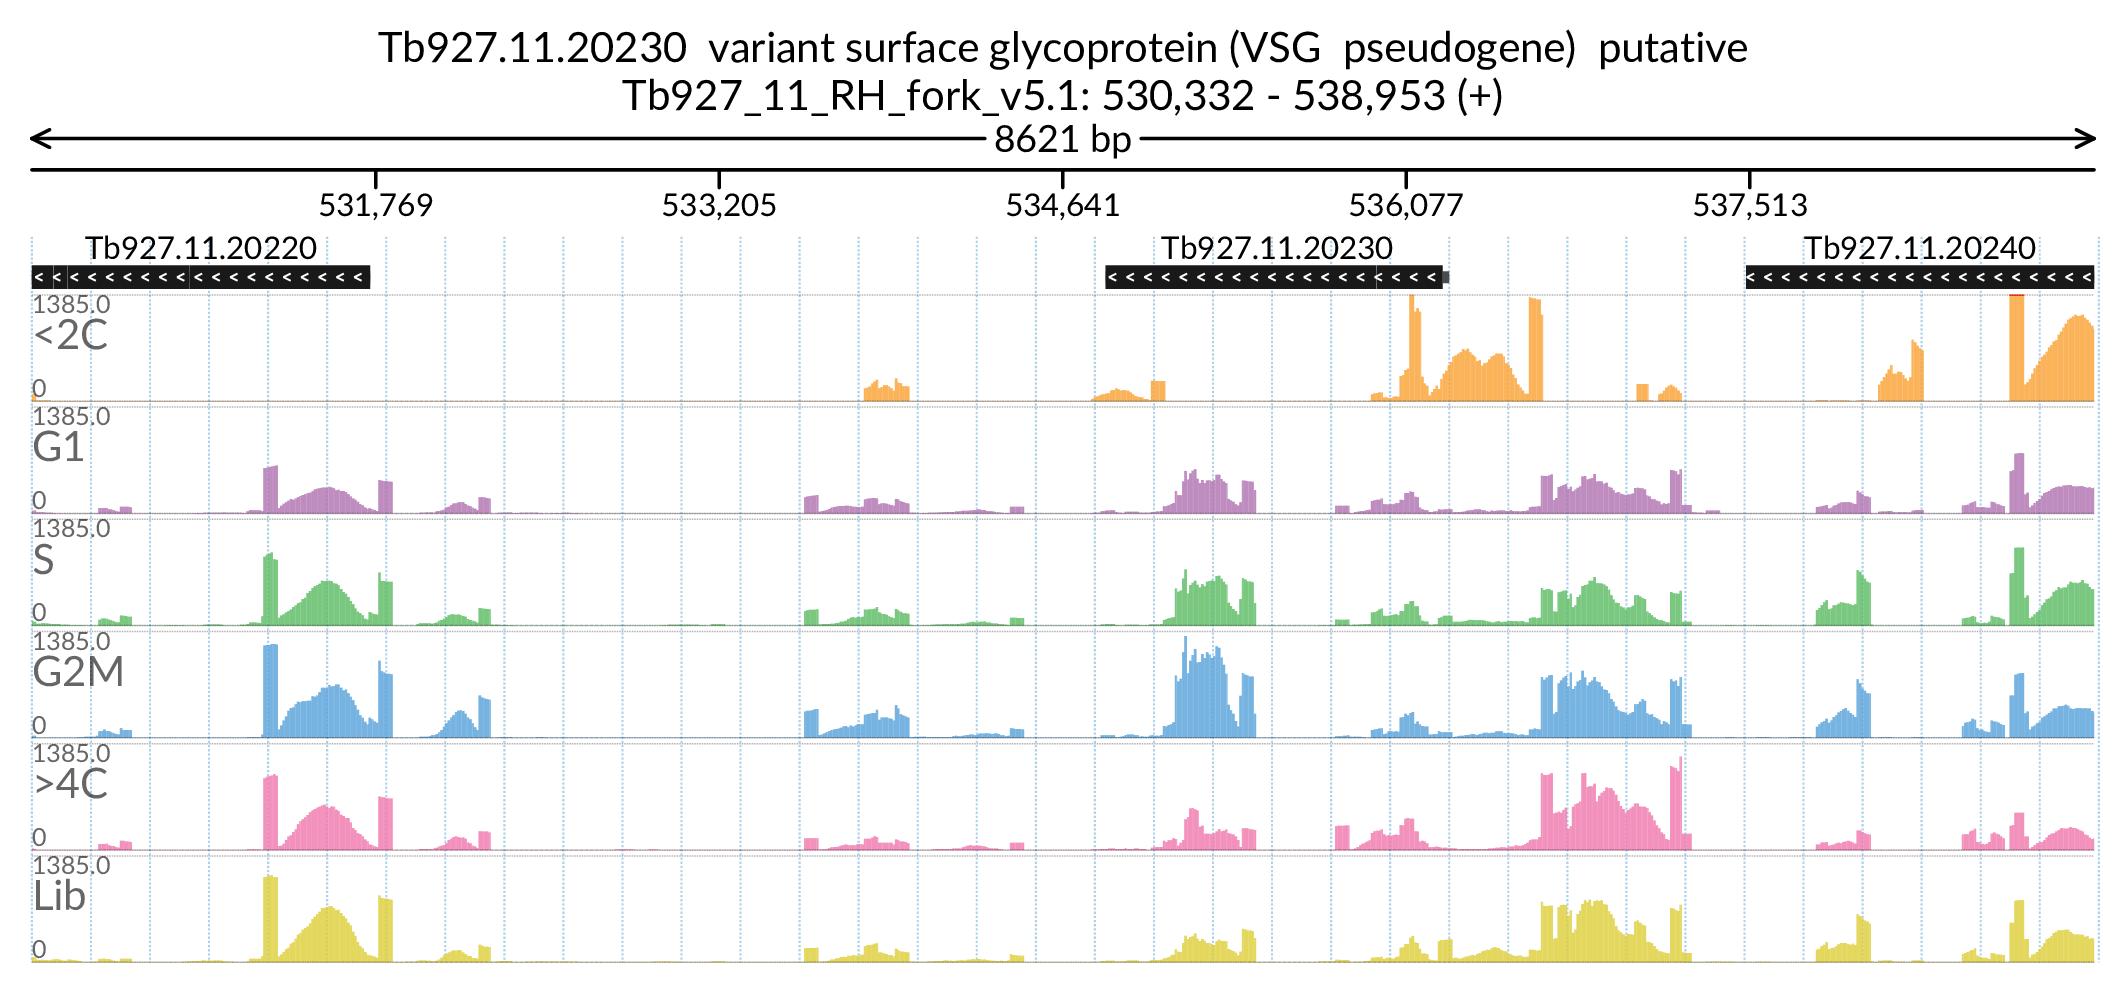 Tb927.11.20230 variant surface glycoprotein (VSG pseudogene) putative
Tb927_11_RH_fork_v5.1: 530,332 - 538,953 (+)
8621 bp
531,769 533,205 534,641 536,077 537,513
Tb927.11.20220 Tb927.11.20230 Tb927.11.20240
1385.0
<2C
0
1385.0
G1
0
1385.0
S
0
1385.0
G2M
0
1385.0
>4C
0
1385.0
Lib
0